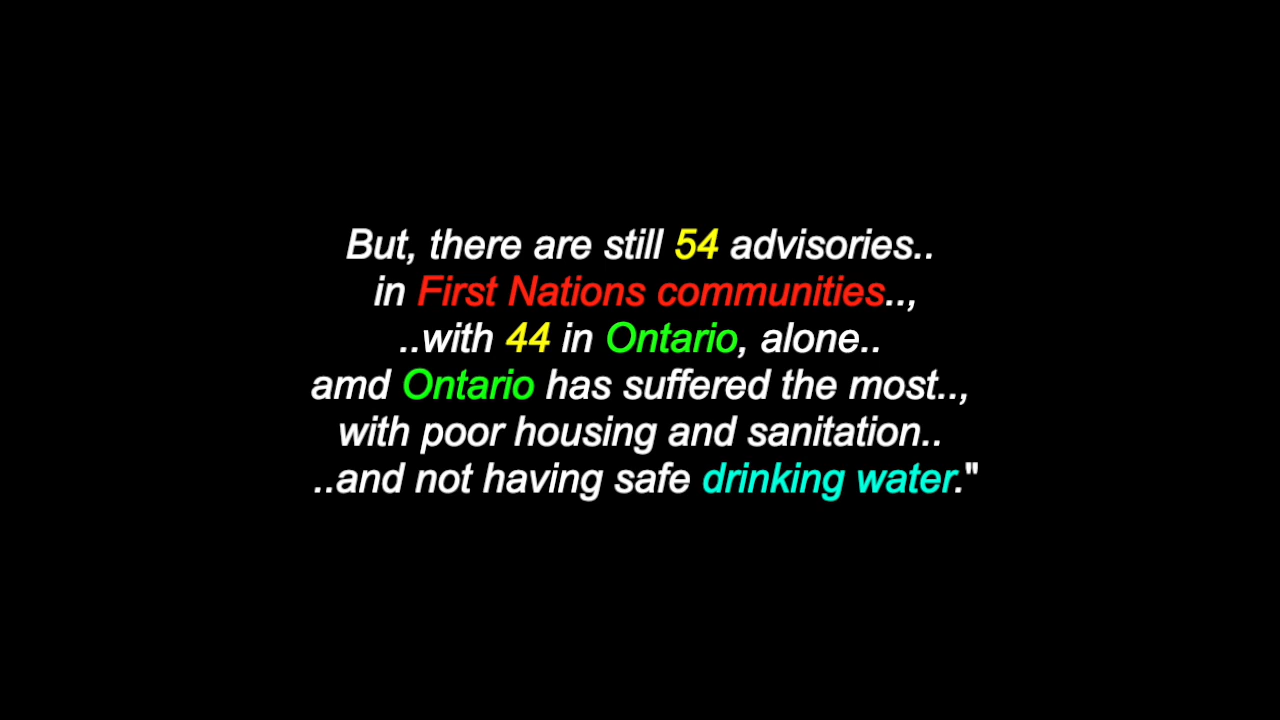 But, there are still 54 advisories..
in First Nations communities..,
..with 44 in Ontario, alone..
amd Ontario has suffered the most..,
with poor housing and sanitation..
..and not having safe drinking water."